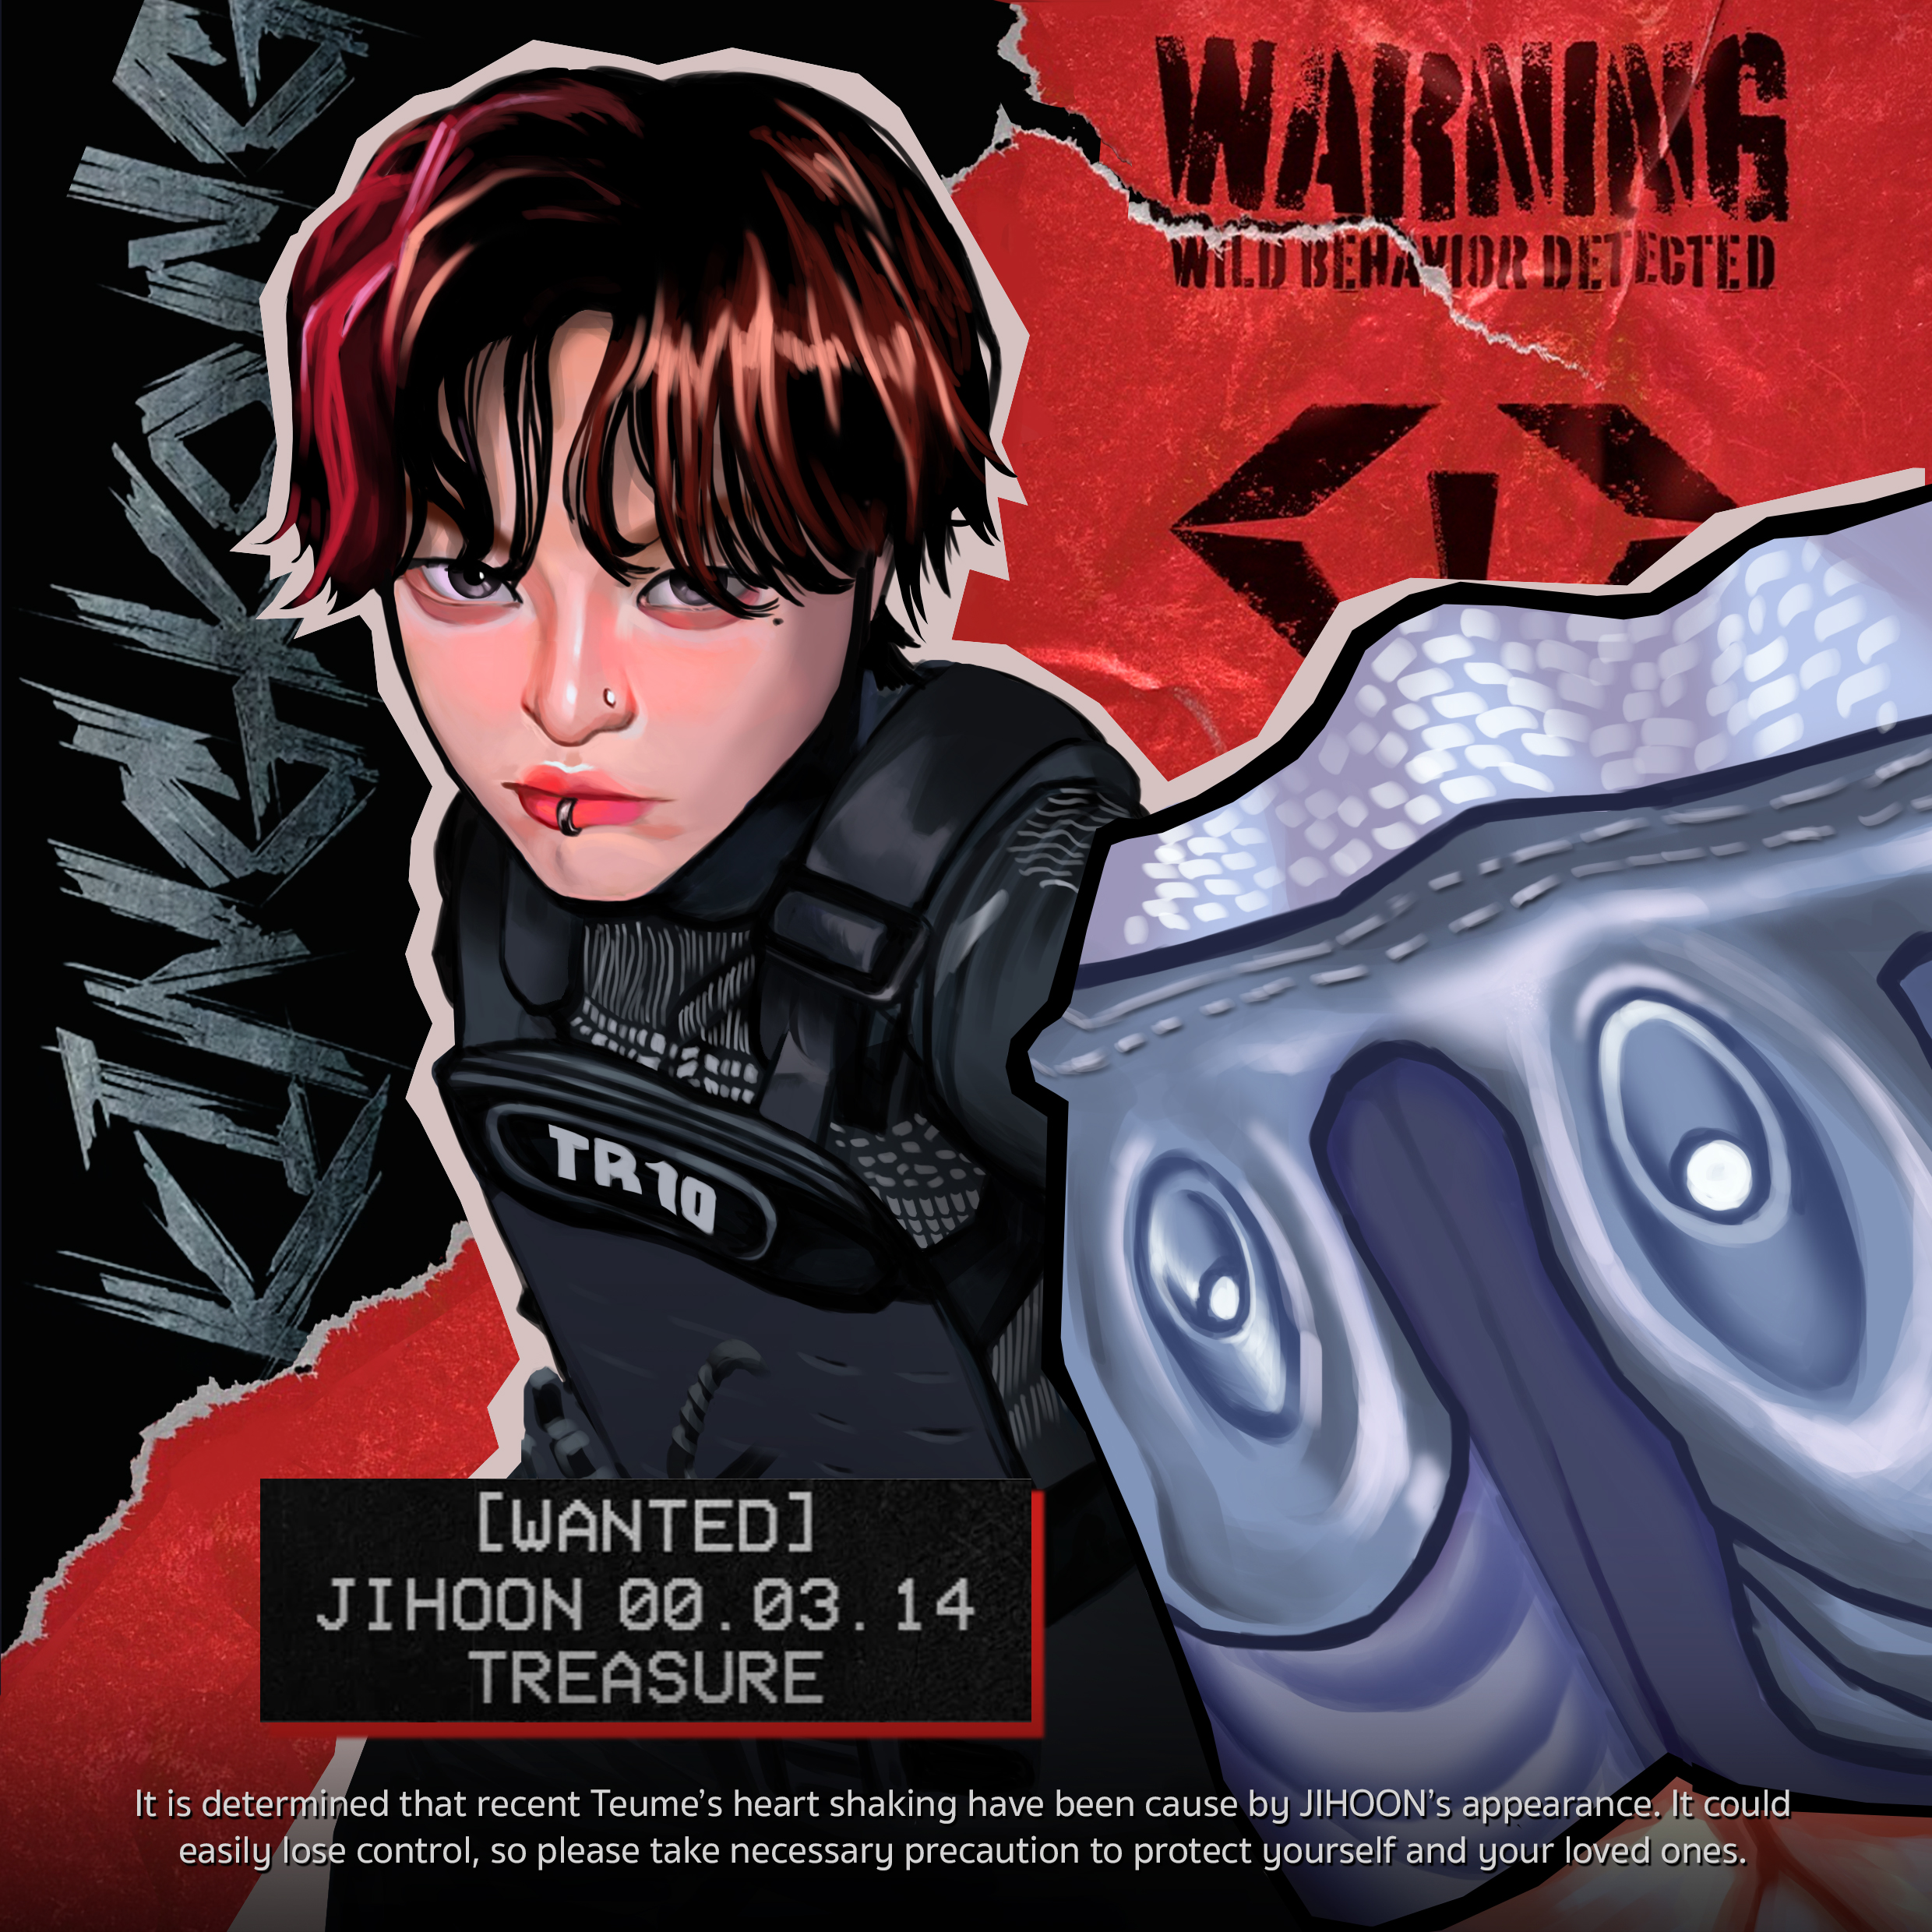 KING KONG
WARNING
WILD BEHAVIOR DETECTED
TR10
[WANTED]
JIHOON 00.03.14
TREASURE
It is determined that recent Teume's heart shaking have been cause by JIHOON's appearance. It could
easily lose control, so please take necessary precaution to protect yourself and your loved ones.